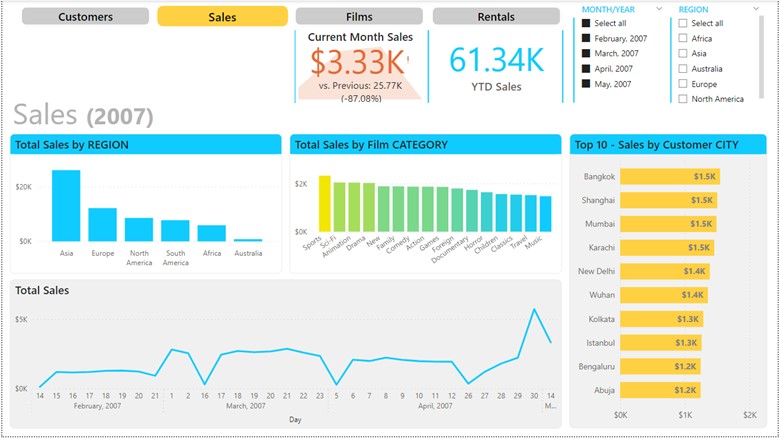 Customers
Sales
Films
Rentals
Current Month Sales
$3.33K!
vs. Previous: 25.77K
(-87.08%)
61.34K
YTD Sales
MONTH/YEAR
Select all
February, 2007
March, 2007
April, 2007
May, 2007
REGION
Select all
Africa
Asia
Australia
Europe
North America
Sales (2007)
Total Sales by REGION
$20K
$0K
Asia
Europe
North
America
South
America
Africa
Australia
Total Sales by Film CATEGORY
$2K
$0K
Sports
Sci-Fi
Animation
Drama
New
Family
Comedy
Action
Games
Foreign
Documentary
Horror
Children
Classics
Travel
Music
Top 10 - Sales by Customer CITY
Bangkok $1.5K
Shanghai $1.5K
Mumbai $1.5K
Karachi $1.5K
New Delhi $1.4K
Wuhan $1.4K
Kolkata $1.3K
Istanbul $1.3K
Bengaluru $1.2K
Abuja $1.2K
$0K $1K $2K
Total Sales
$5K
$0K
14 15 16 17 18 19 20 21 1 2 16 17 18 19 20 21 22 23 5 6 7 8 9 10 11 12 26 27 28 29 30 14
February, 2007 March, 2007 April, 2007 M...
Day